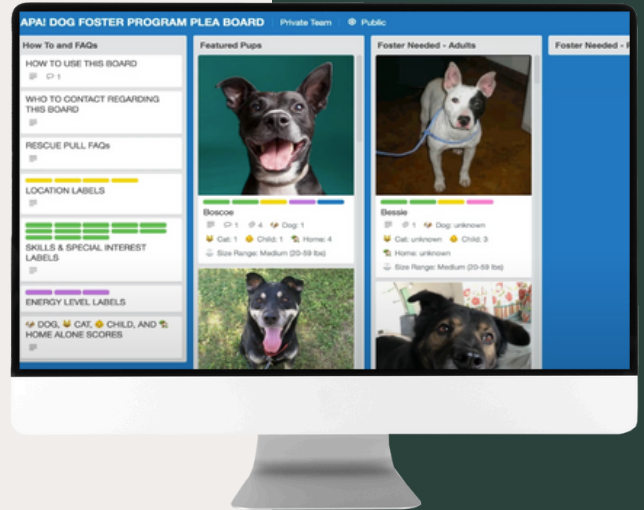 APA! DOG FOSTER PROGRAM PLEA BOARD
Private Team
Public
How To and FAQs
HOW TO USE THIS BOARD
1
WHO TO CONTACT REGARDING
THIS BOARD
RESCUE PULL FAQs
LOCATION LABELS
SKILLS & SPECIAL INTEREST
LABELS
ENERGY LEVEL LABELS
DOG, CAT, CHILD, AND
HOME ALONE SCORES
Featured Pups
Boscoe
1 4 Dog: 1
Cat: 1 Child: 1 Home: 4
Size Range: Medium (20-59 lbs)
Foster Needed - Adults
Bessie
1 Dog: unknown
Cat: unknown Child: 3
Home: unknown
Size Range: Medium (20-59 lbs)
Foster Needed -